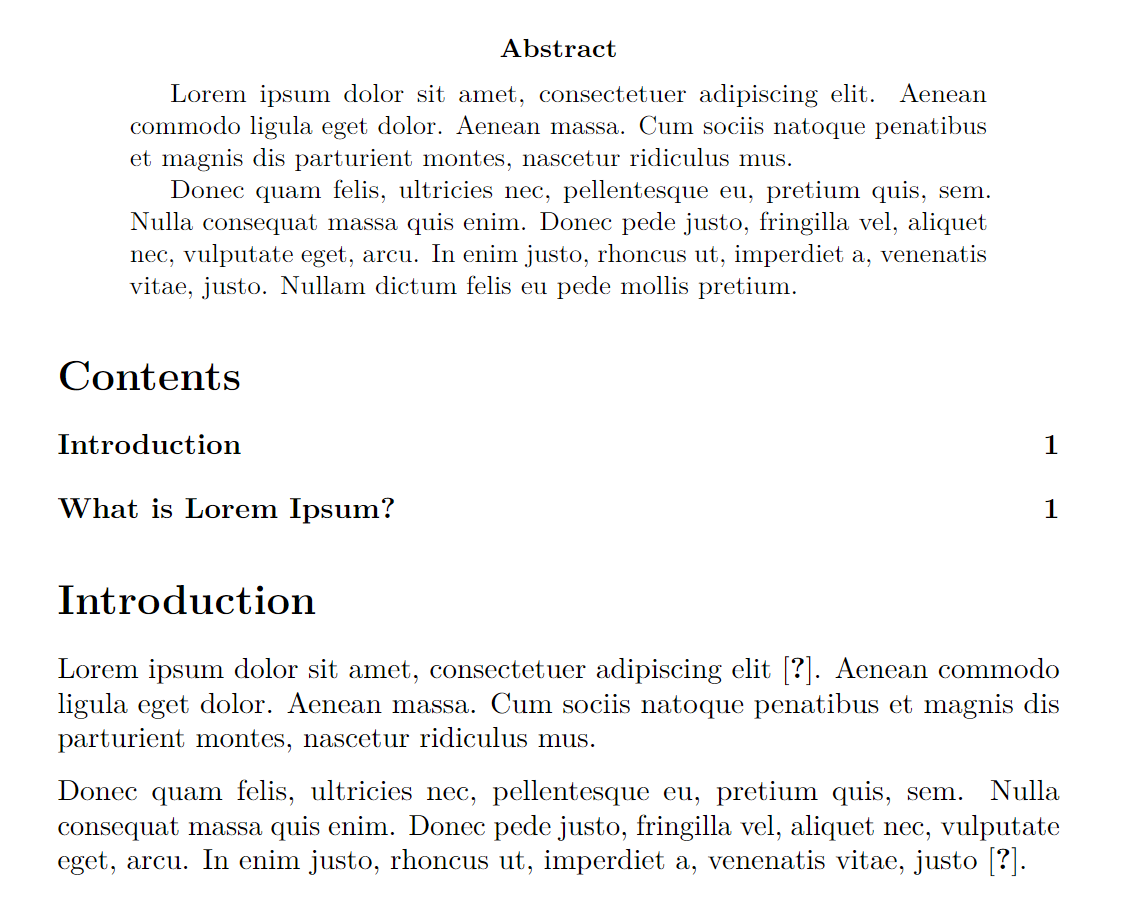 Abstract
Lorem ipsum dolor sit amet, consectetuer adipiscing elit. Aenean
commodo ligula eget dolor. Aenean massa. Cum sociis natoque penatibus
et magnis dis parturient montes, nascetur ridiculus mus.
Donec quam felis, ultricies nec, pellentesque eu, pretium quis, sem.
Nulla consequat massa quis enim. Donec pede justo, fringilla vel, aliquet
nec, vulputate eget, arcu. In enim justo, rhoncus ut, imperdiet a, venenatis
vitae, justo. Nullam dictum felis eu pede mollis pretium.
Contents
Introduction 1
What is Lorem Ipsum? 1
Introduction
Lorem ipsum dolor sit amet, consectetuer adipiscing elit [?]. Aenean commodo
ligula eget dolor. Aenean massa. Cum sociis natoque penatibus et magnis dis
parturient montes, nascetur ridiculus mus.
Donec quam felis, ultricies nec, pellentesque eu, pretium quis, sem. Nulla
consequat massa quis enim. Donec pede justo, fringilla vel, aliquet nec, vulputate
eget, arcu. In enim justo, rhoncus ut, imperdiet a, venenatis vitae, justo [?].